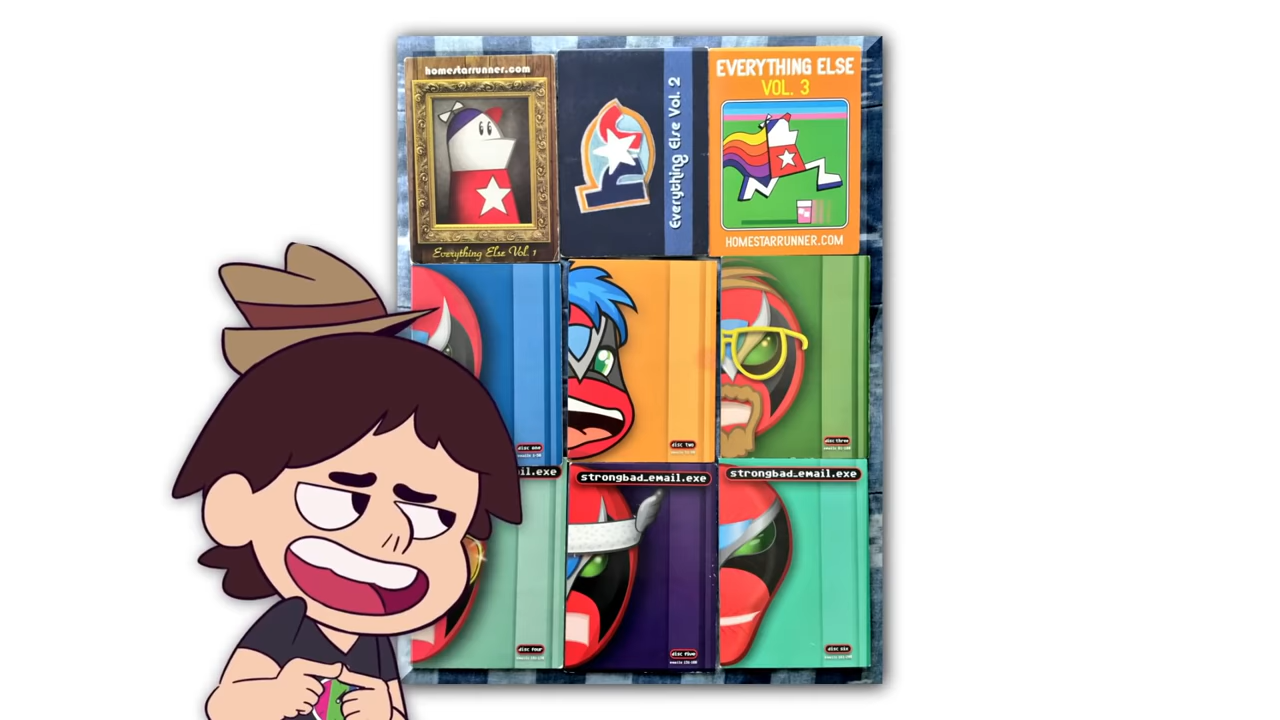 homestarrunner.com
Everything Else Vol. 1
Everything Else Vol. 2
EVERYTHING ELSE
VOL. 3
HOMESTARRUNNER.COM
disc one
disc two
disc three
il.exe
strongbad_email.exe
strongbad_email.exe
disc four
disc five
disc six